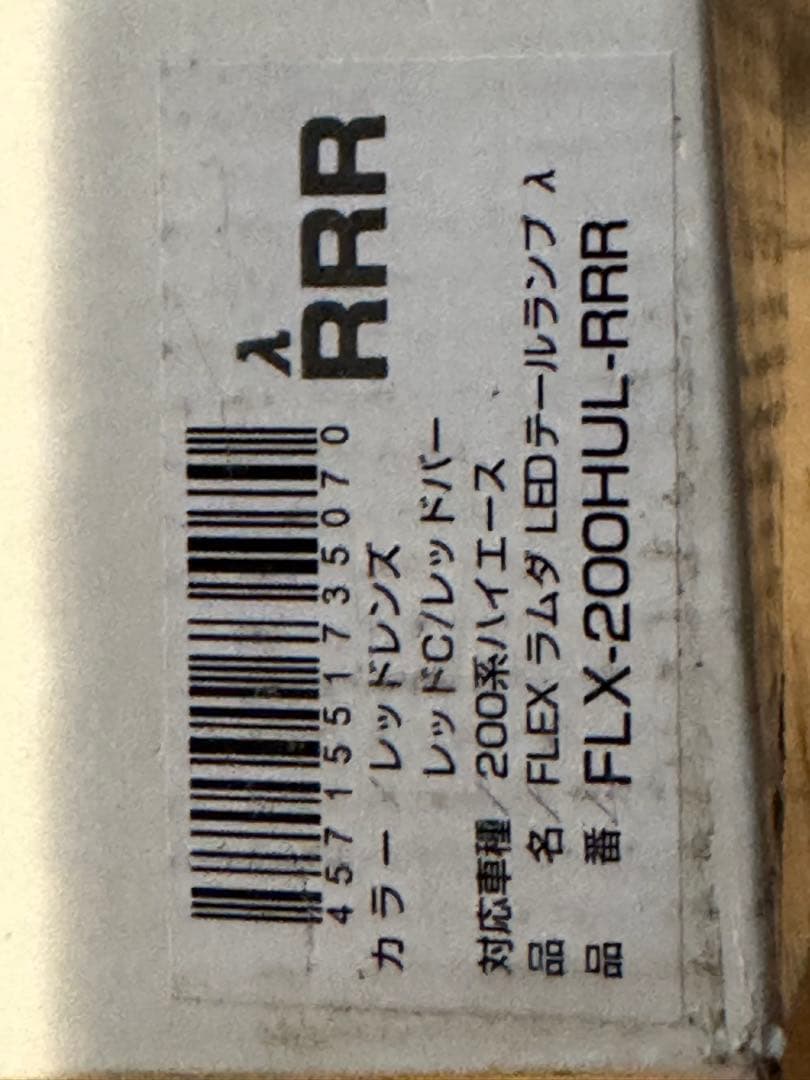 λ
RRR
4571551735070
カラー／レッドレンズ
レッドC/レッドバー
対応車種／200系ハイエース
品　名／FLEX ラムダ LEDテールランプ λ
品　番／FLX-200HUL-RRR